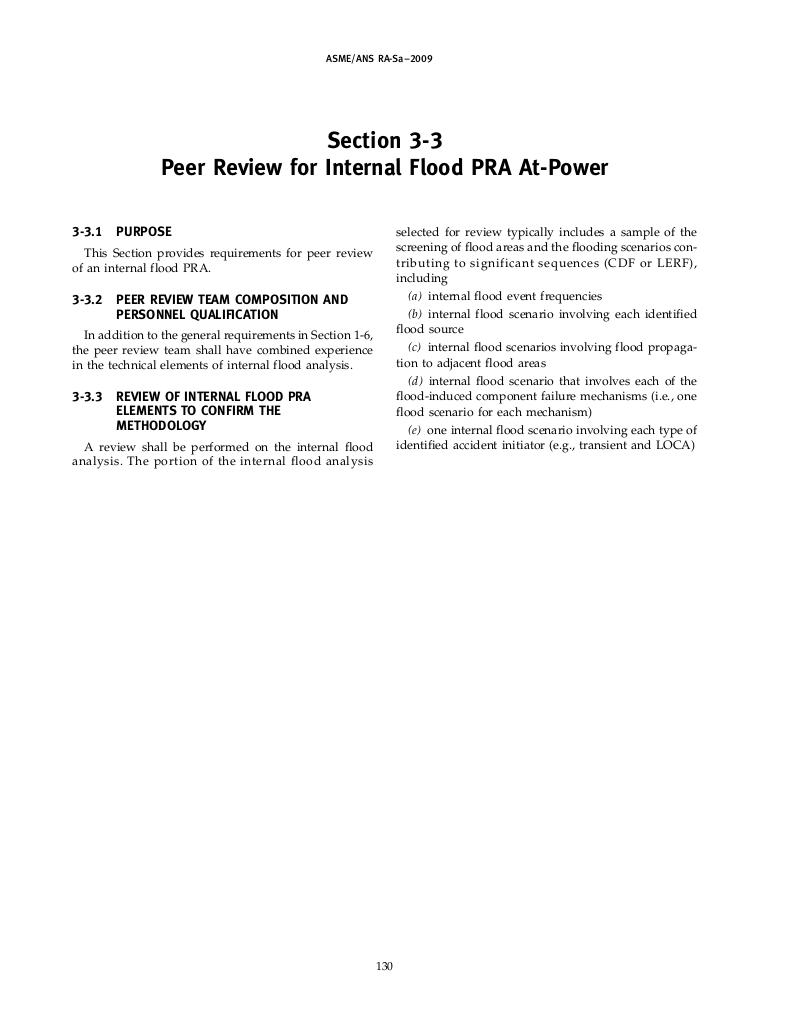 ASME/ANS RA-Sa–2009
Section 3-3
Peer Review for Internal Flood PRA At-Power
3-3.1 PURPOSE
This Section provides requirements for peer review
of an internal flood PRA.
3-3.2 PEER REVIEW TEAM COMPOSITION AND
PERSONNEL QUALIFICATION
In addition to the general requirements in Section 1-6,
the peer review team shall have combined experience
in the technical elements of internal flood analysis.
3-3.3 REVIEW OF INTERNAL FLOOD PRA
ELEMENTS TO CONFIRM THE
METHODOLOGY
A review shall be performed on the internal flood
analysis. The portion of the internal flood analysis
selected for review typically includes a sample of the
screening of flood areas and the flooding scenarios con-
tributing to significant sequences (CDF or LERF),
including
(a) internal flood event frequencies
(b) internal flood scenario involving each identified
flood source
(c) internal flood scenarios involving flood propaga-
tion to adjacent flood areas
(d) internal flood scenario that involves each of the
flood-induced component failure mechanisms (i.e., one
flood scenario for each mechanism)
(e) one internal flood scenario involving each type of
identified accident initiator (e.g., transient and LOCA)
130